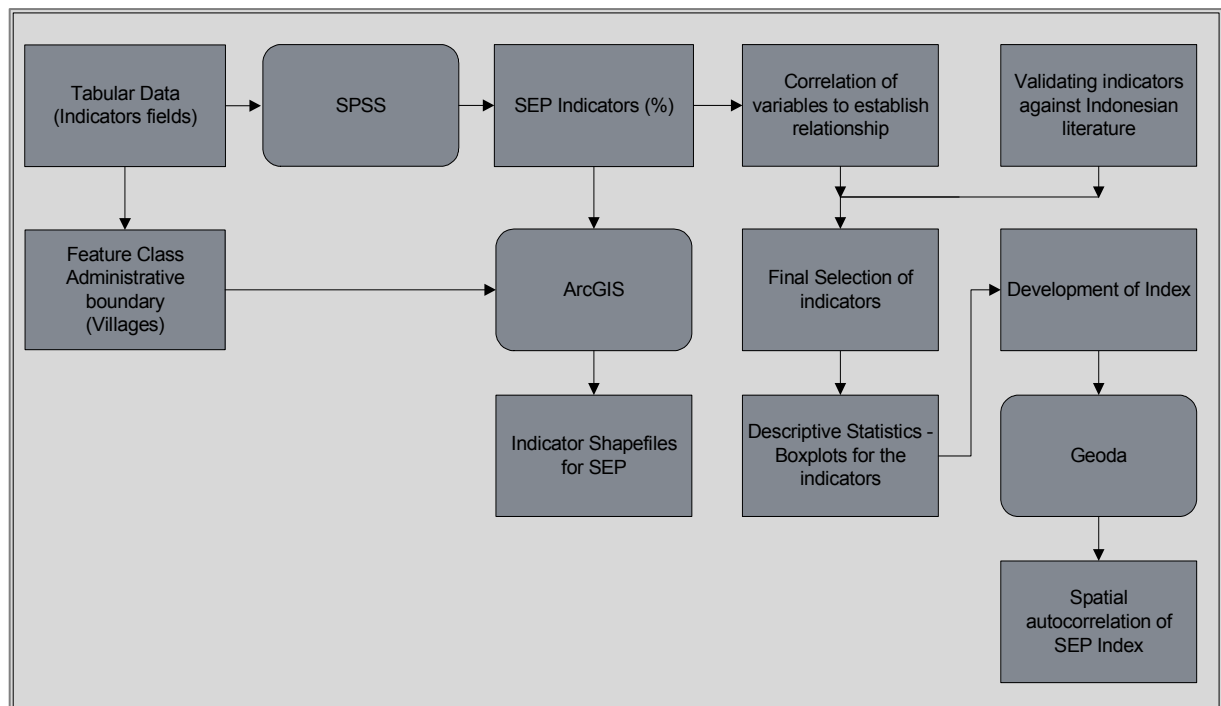 Tabular Data
(Indicators fields)
SPSS
SEP Indicators (%)
Correlation of
variables to establish
relationship
Validating indicators
against Indonesian
literature
Feature Class
Administrative
boundary
(Villages)
ArcGIS
Final Selection of
indicators
Development of Index
Indicator Shapefiles
for SEP
Descriptive Statistics -
Boxplots for the
indicators
Geoda
Spatial
autocorrelation of
SEP Index